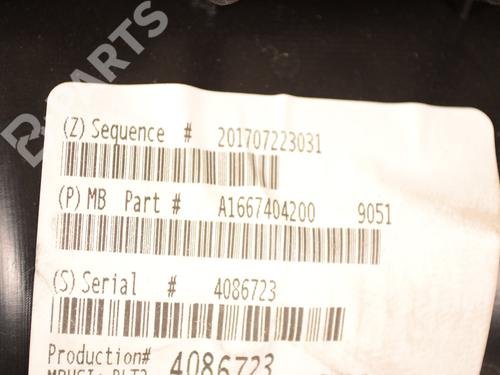 B-PARTS
(Z) Sequence # 201707223031
(P) MB Part # A1667404200 9051
(S) Serial # 4086723
Production# 4086723